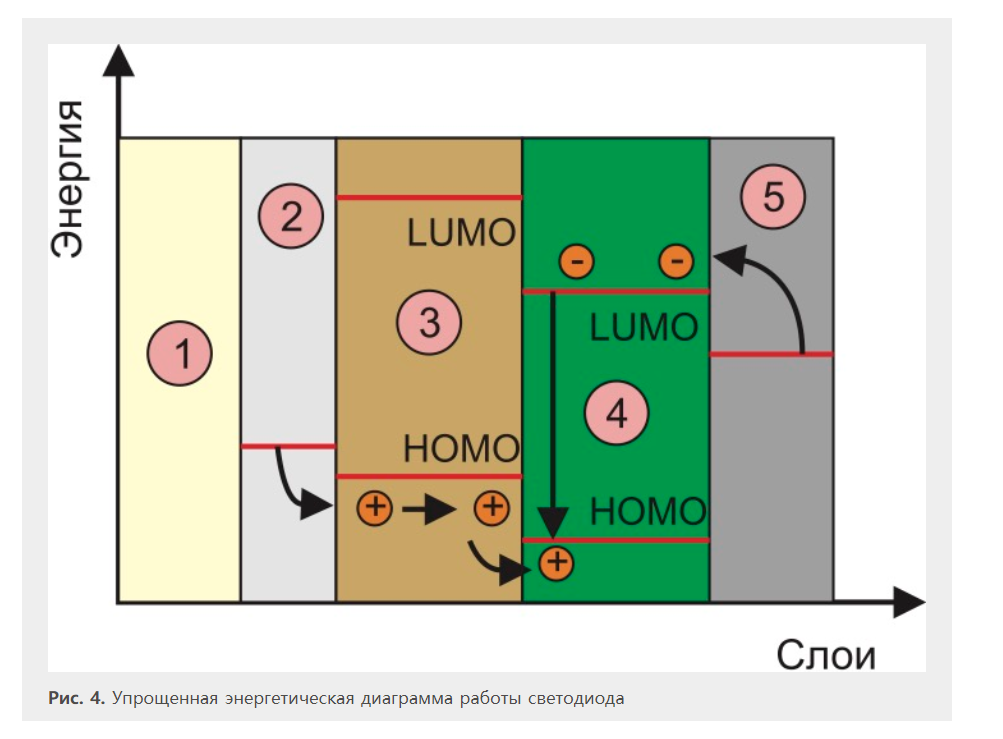 Энергия
1
2
3
4
5
LUMO
LUMO
HOMO
HOMO
-
-
+
+
+
Слои
Рис. 4. Упрощенная энергетическая диаграмма работы светодиода